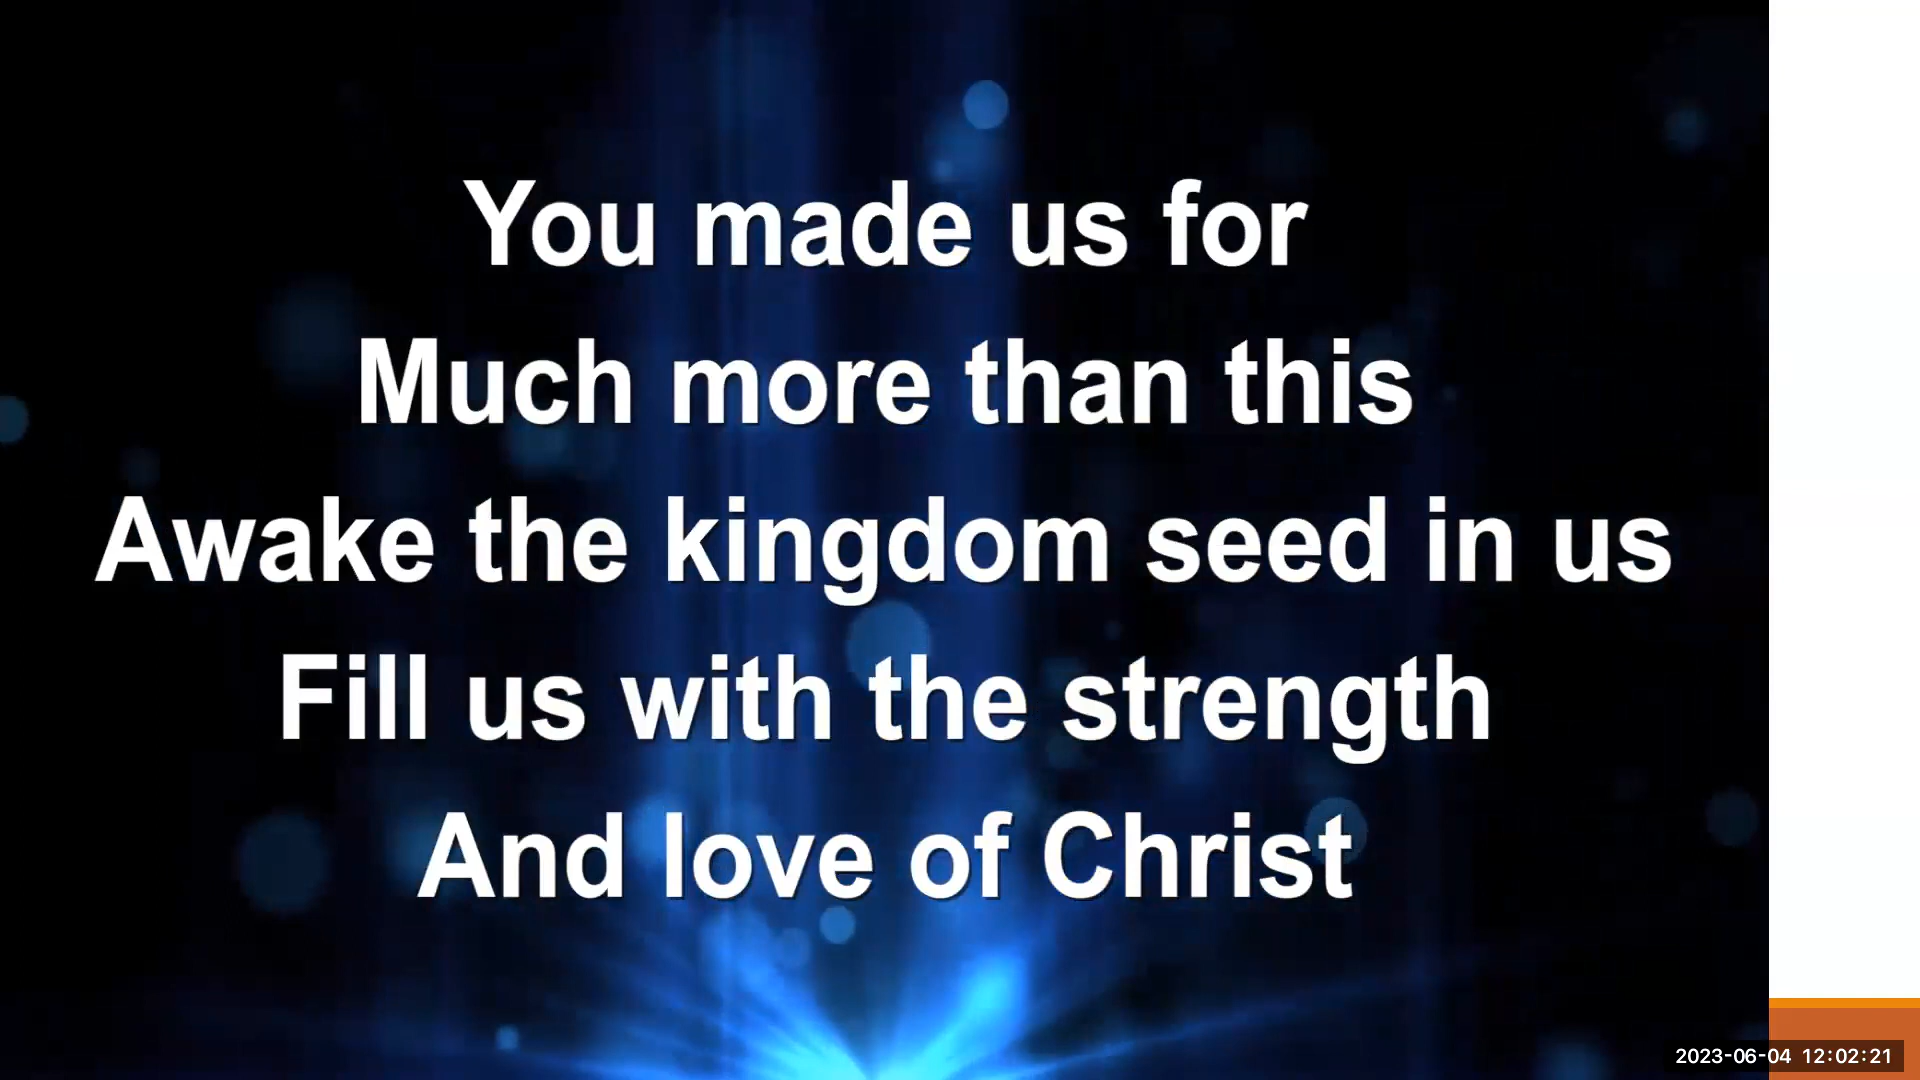 You made us for
Much more than this
Awake the kingdom seed in us
Fill us with the strength
And love of Christ
2023-06-04 12:02:21